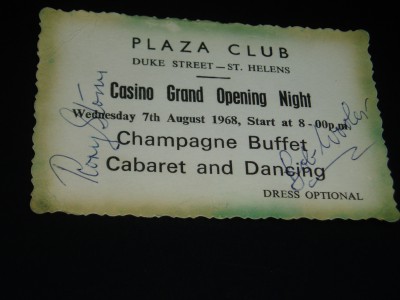 PLAZA CLUB
DUKE STREET — ST. HELENS
Casino Grand Opening Night
Wednesday 7th August 1968, Start at 8-00p.m.
Champagne Buffet
Cabaret and Dancing
DRESS OPTIONAL